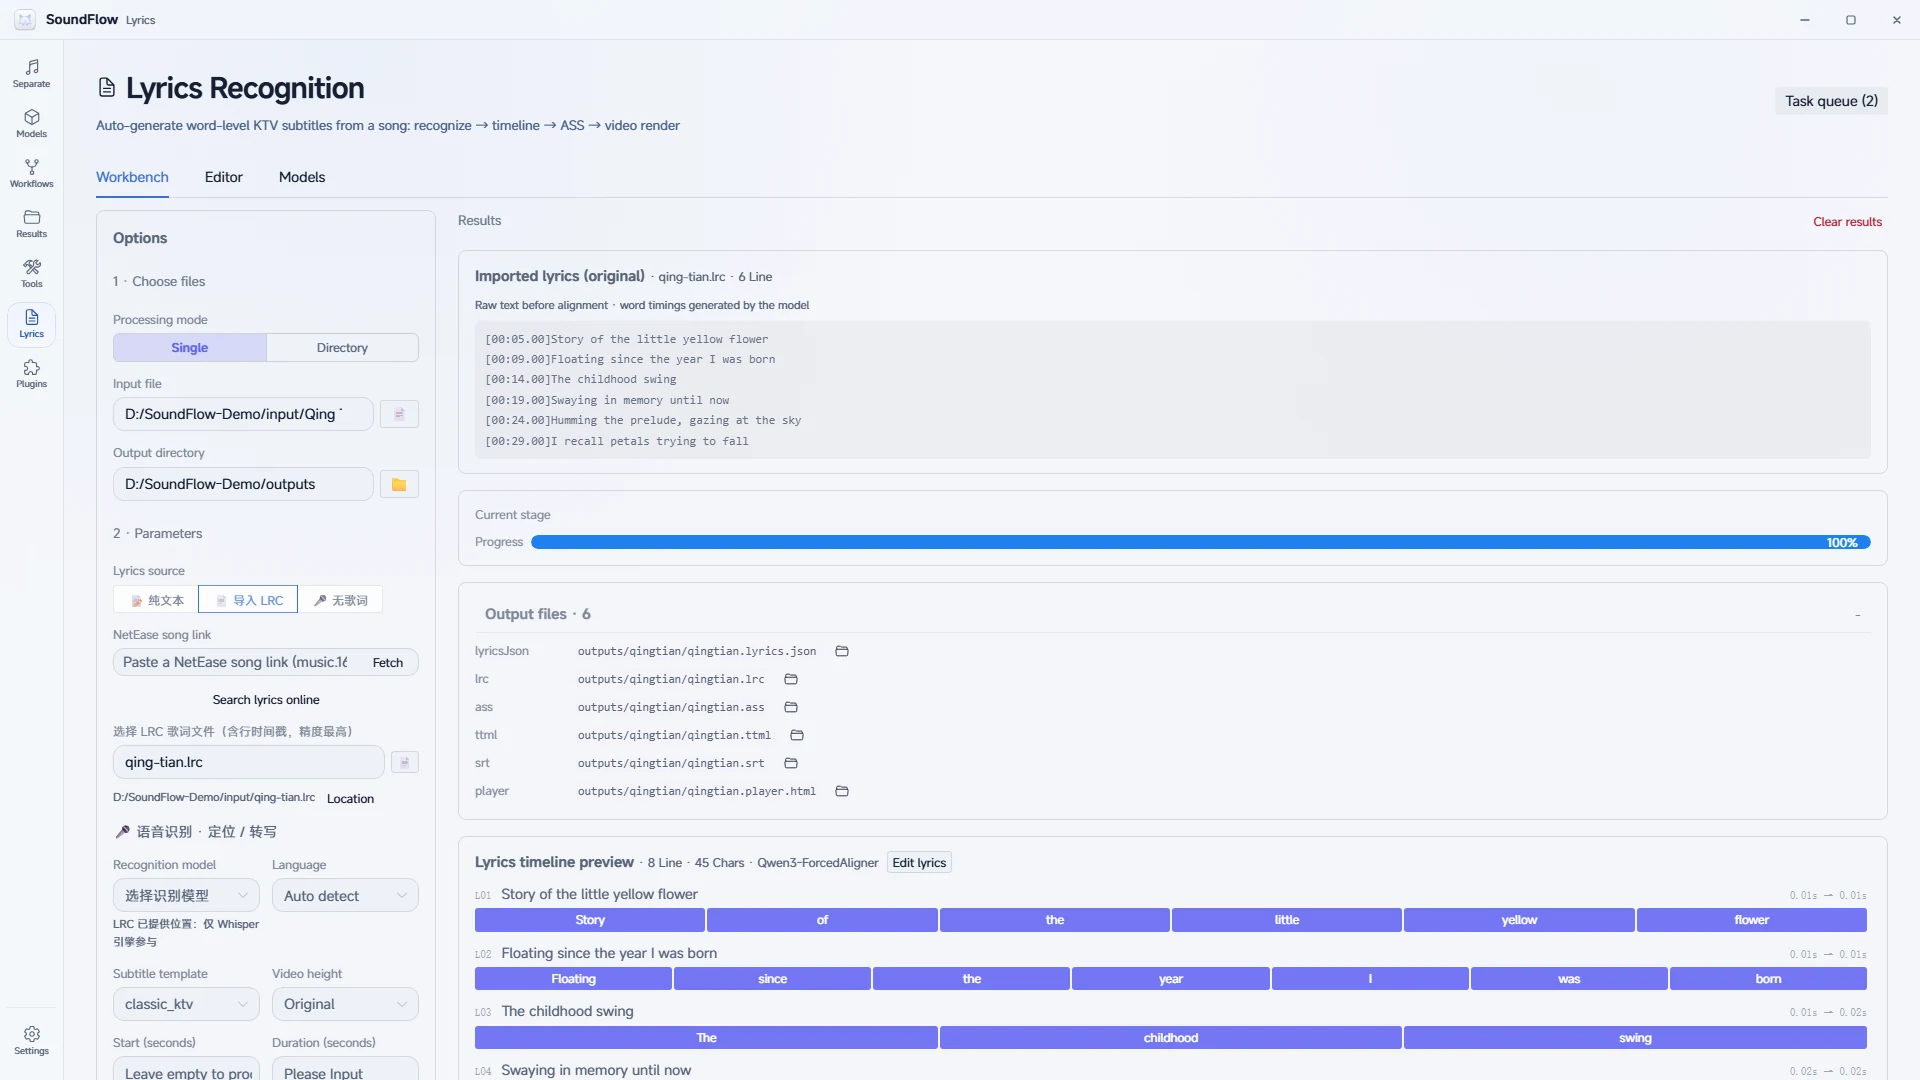 SoundFlow Lyrics
Separate
Models
Workflows
Results
Tools
Lyrics
Plugins
Settings
Lyrics Recognition
Auto-generate word-level KTV subtitles from a song: recognize → timeline → ASS → video render
Task queue (2)
Workbench Editor Models
Options
1 · Choose files
Processing mode
Single Directory
Input file
D:/SoundFlow-Demo/input/Qing
Output directory
D:/SoundFlow-Demo/outputs
2 · Parameters
Lyrics source
纯文本 导入 LRC 无歌词
NetEase song link
Paste a NetEase song link (music.16 Fetch
Search lyrics online
选择 LRC 歌词文件（含行时间戳，精度最高）
qing-tian.lrc
D:/SoundFlow-Demo/input/qing-tian.lrc Location
语音识别 · 定位 / 转写
Recognition model Language
选择识别模型 Auto detect
LRC 已提供位置：仅 Whisper
引擎参与
Subtitle template Video height
classic_ktv Original
Start (seconds) Duration (seconds)
Leave empty to proc Please Input
Results
Clear results
Imported lyrics (original) · qing-tian.lrc · 6 Line
Raw text before alignment · word timings generated by the model
[00:05.00]Story of the little yellow flower
[00:09.00]Floating since the year I was born
[00:14.00]The childhood swing
[00:19.00]Swaying in memory until now
[00:24.00]Humming the prelude, gazing at the sky
[00:29.00]I recall petals trying to fall
Current stage
Progress 100%
Output files · 6 –
lyricsJson outputs/qingtian/qingtian.lyrics.json
lrc outputs/qingtian/qingtian.lrc
ass outputs/qingtian/qingtian.ass
ttml outputs/qingtian/qingtian.ttml
srt outputs/qingtian/qingtian.srt
player outputs/qingtian/qingtian.player.html
Lyrics timeline preview · 8 Line · 45 Chars · Qwen3-ForcedAligner Edit lyrics
L01 Story of the little yellow flower 0.01s → 0.01s
Story of the little yellow flower
L02 Floating since the year I was born 0.01s → 0.01s
Floating since the year I was born
L03 The childhood swing 0.01s → 0.02s
The childhood swing
L04 Swaying in memory until now 0.02s → 0.02s